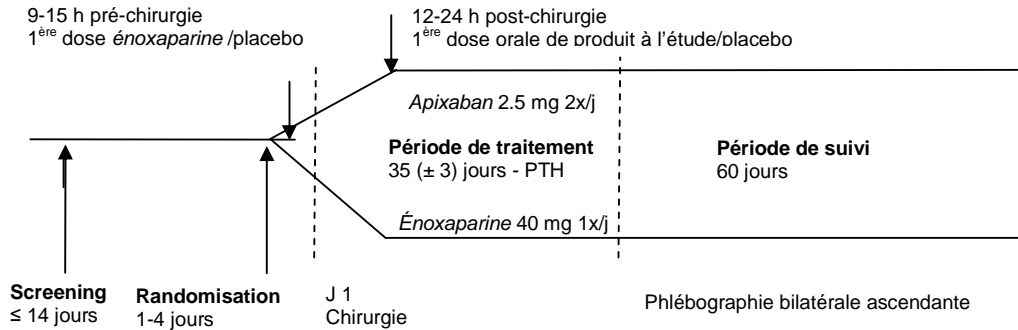 9-15 h pré-chirurgie
1ère dose énoxaparine /placebo
12-24 h post-chirurgie
1ère dose orale de produit à l'étude/placebo
Apixaban 2.5 mg 2x/j
Période de traitement
35 (± 3) jours - PTH
Période de suivi
60 jours
Énoxaparine 40 mg 1x/j
Screening
≤ 14 jours
Randomisation
1-4 jours
J 1
Chirurgie
Phlébographie bilatérale ascendante